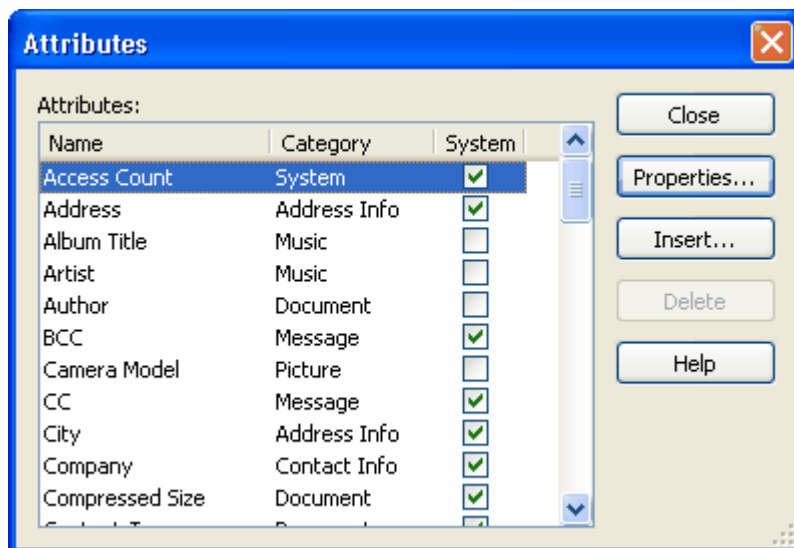 Attributes
Attributes:
Name Category System
Access Count System
Address Address Info
Album Title Music
Artist Music
Author Document
BCC Message
Camera Model Picture
CC Message
City Address Info
Company Contact Info
Compressed Size Document
Close
Properties...
Insert...
Delete
Help